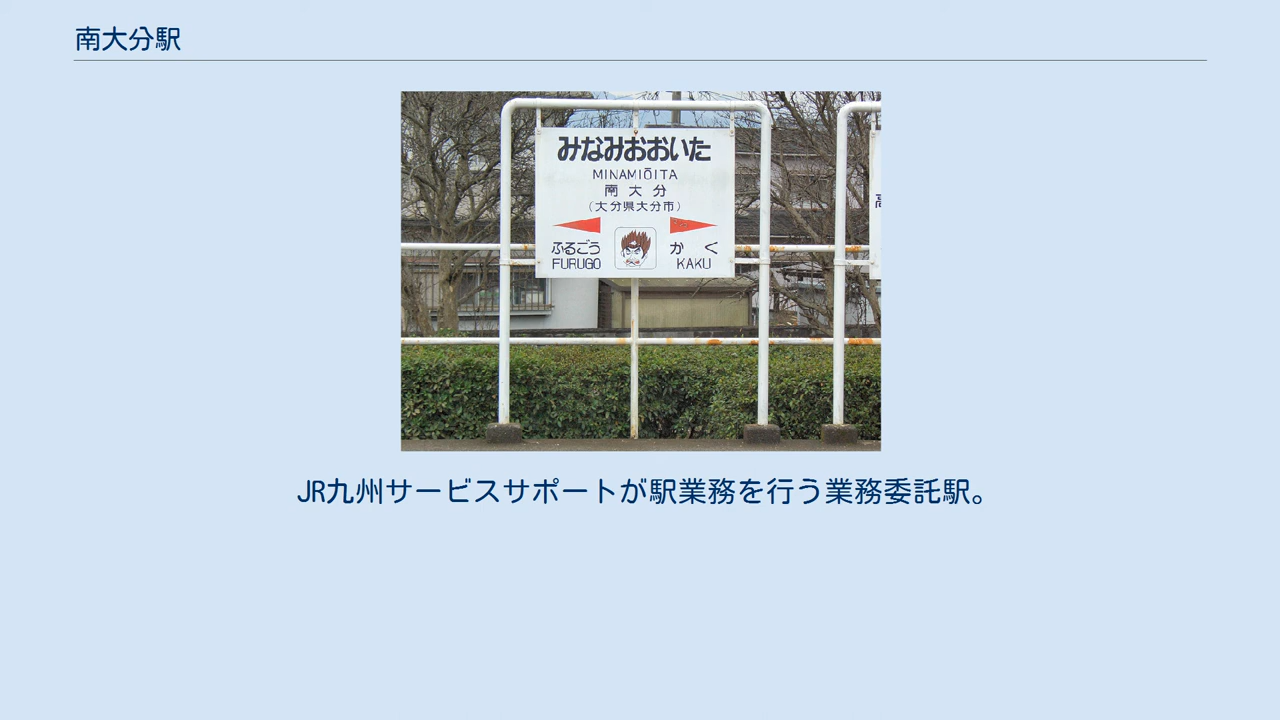 南大分駅
みなみおおいた
MINAMIŌITA
南大分
(大分県大分市)
ふるごう かく
FURUGO KAKU
高
JR九州サービスサポートが駅業務を行う業務委託駅。